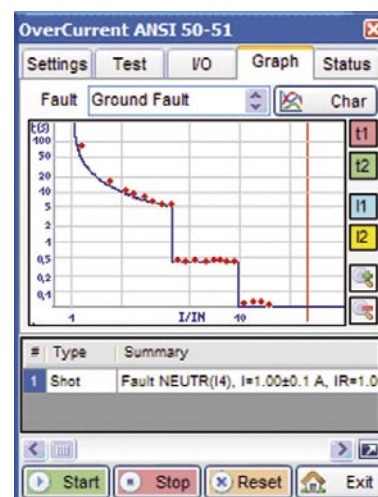 OverCurrent ANSI 50-51
Settings Test I/O Graph Status
Fault Ground Fault Char
t(s)
100
50
20
10
5
2
1
0,5
0,2
0,1
1 I/IN 10
t1
t2
I1
I2
# Type Summary
1 Shot Fault NEUTR(I4), I=1.00±0.1 A, IR=1.0
Start Stop Reset Exit